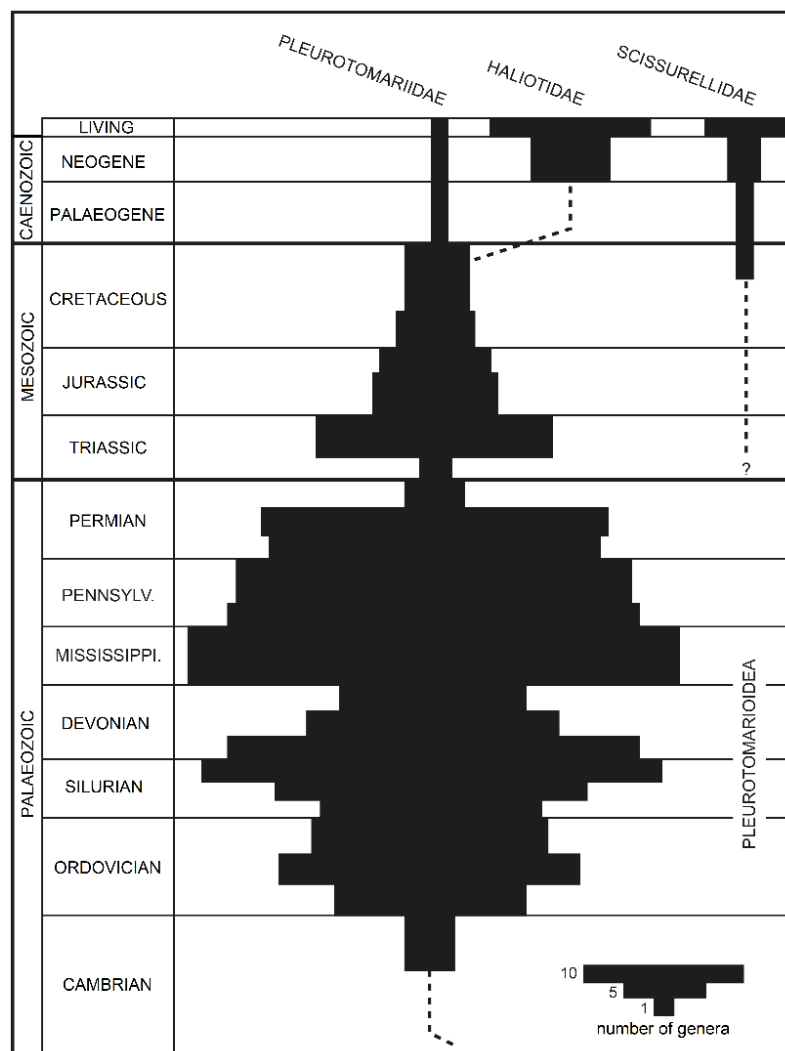 PLEUROTOMARIIDAE
HALIOTIDAE
SCISSURELLIDAE
LIVING
CAENOZOIC
NEOGENE
PALAEOGENE
MESOZOIC
CRETACEOUS
JURASSIC
TRIASSIC
?
PALAEOZOIC
PERMIAN
PENNSYLV.
MISSISSIPPI.
DEVONIAN
SILURIAN
ORDOVICIAN
CAMBRIAN
PLEUROTOMARIOIDEA
10
5
1
number of genera